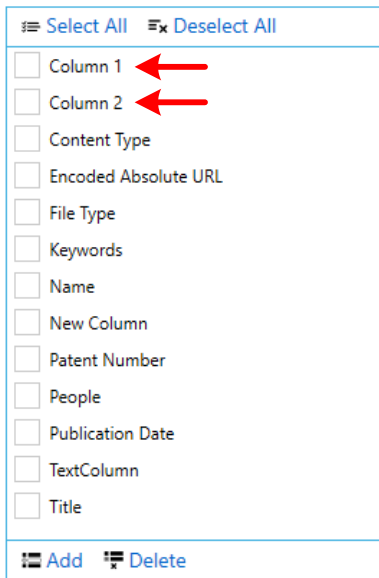 Select All Deselect All
Column 1
Column 2
Content Type
Encoded Absolute URL
File Type
Keywords
Name
New Column
Patent Number
People
Publication Date
TextColumn
Title
Add Delete